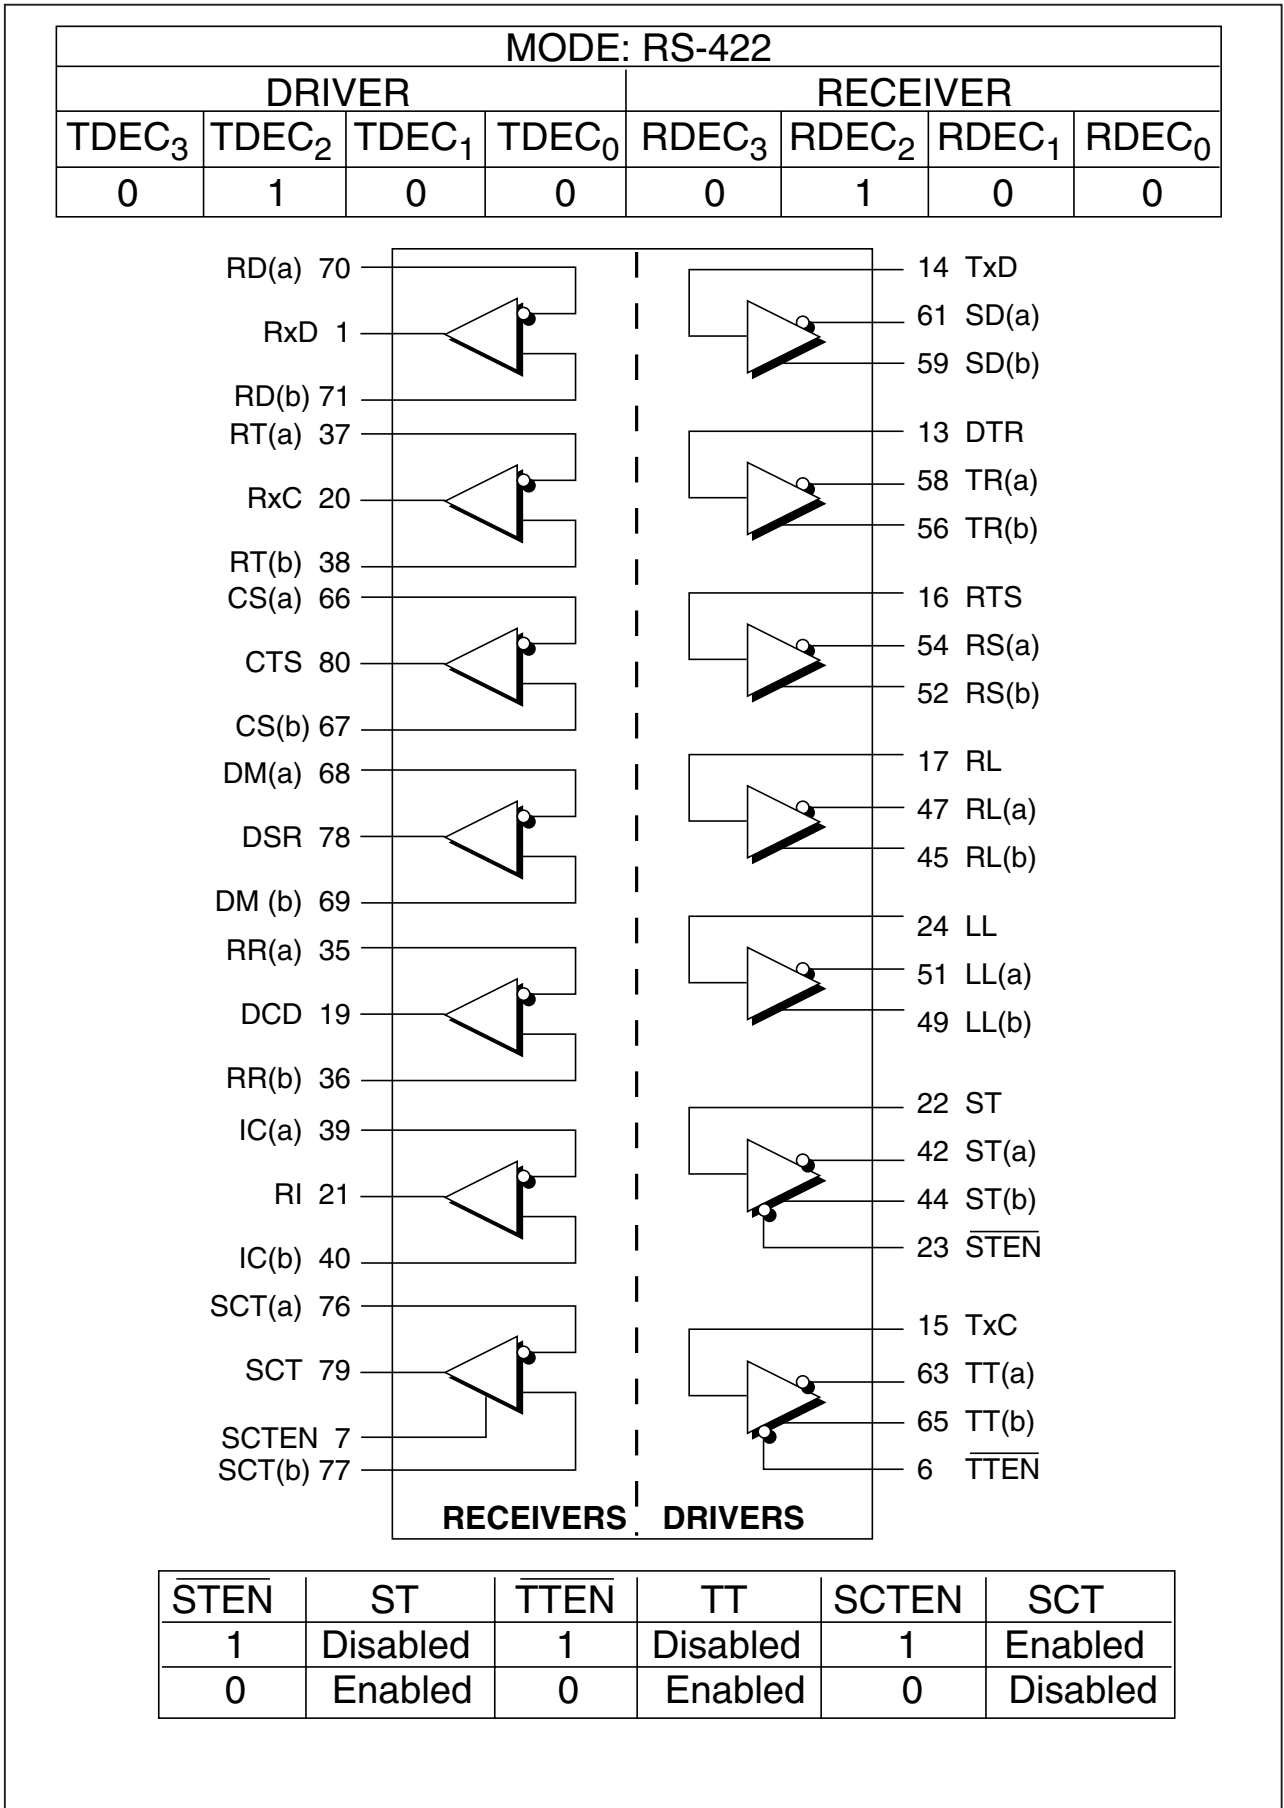 MODE: RS-422
DRIVER RECEIVER
TDEC3 TDEC2 TDEC1 TDEC0 RDEC3 RDEC2 RDEC1 RDEC0
0 1 0 0 0 1 0 0
RD(a) 70
RxD 1
RD(b) 71
RT(a) 37
RxC 20
RT(b) 38
CS(a) 66
CTS 80
CS(b) 67
DM(a) 68
DSR 78
DM (b) 69
RR(a) 35
DCD 19
RR(b) 36
IC(a) 39
RI 21
IC(b) 40
SCT(a) 76
SCT 79
SCTEN 7
SCT(b) 77
14 TxD
61 SD(a)
59 SD(b)
13 DTR
58 TR(a)
56 TR(b)
16 RTS
54 RS(a)
52 RS(b)
17 RL
47 RL(a)
45 RL(b)
24 LL
51 LL(a)
49 LL(b)
22 ST
42 ST(a)
44 ST(b)
23 STEN
15 TxC
63 TT(a)
65 TT(b)
6 TTEN
RECEIVERS DRIVERS
STEN ST TTEN TT SCTEN SCT
1 Disabled 1 Disabled 1 Enabled
0 Enabled 0 Enabled 0 Disabled